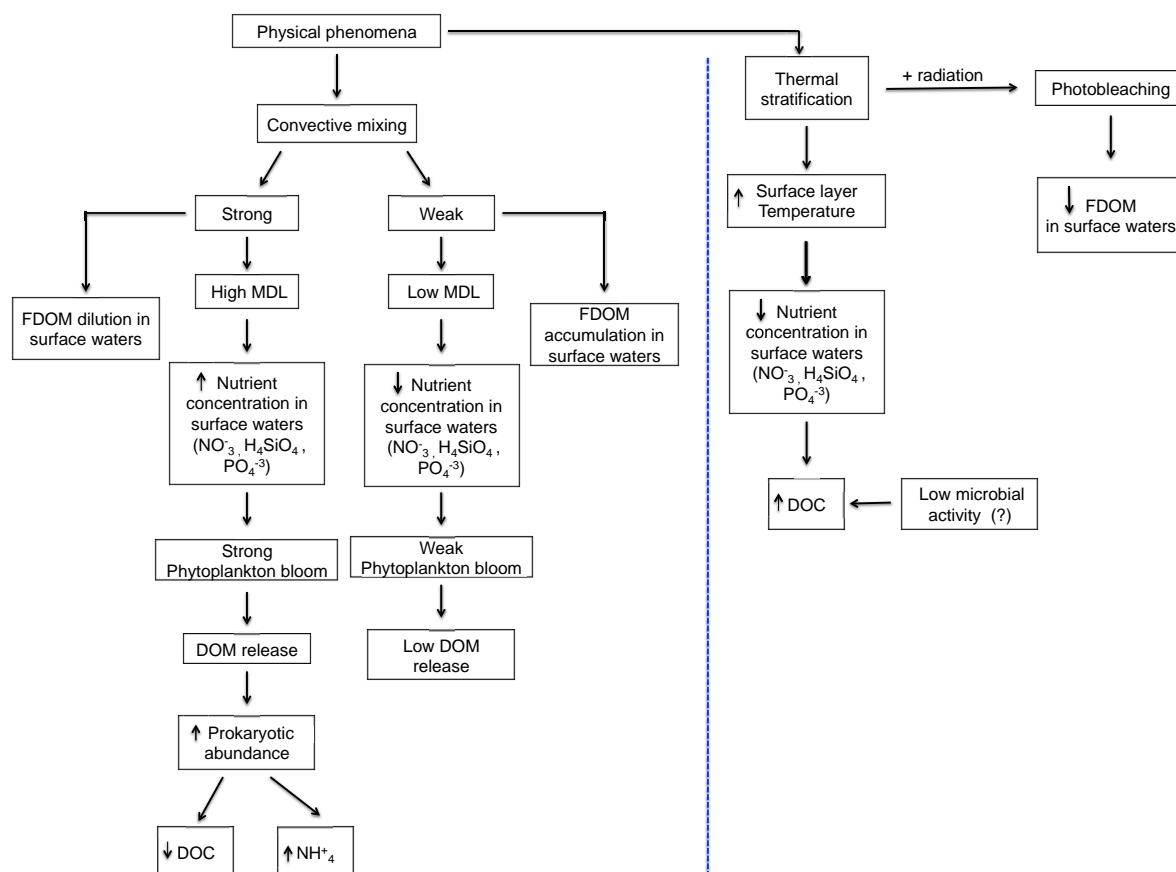 Physical phenomena
Convective mixing
Strong
Weak
High MDL
Low MDL
FDOM dilution in
surface waters
FDOM
accumulation in
surface waters
↑ Nutrient
concentration in
surface waters
(NO⁻₃, H₄SiO₄,
PO₄⁻³)
↓ Nutrient
concentration in
surface waters
(NO⁻₃, H₄SiO₄,
PO₄⁻³)
Strong
Phytoplankton bloom
Weak
Phytoplankton bloom
DOM release
Low DOM
release
↑ Prokaryotic
abundance
↓ DOC
↑ NH⁺₄
Thermal
stratification
+ radiation
Photobleaching
↑ Surface layer
Temperature
↓ FDOM
in surface waters
↓ Nutrient
concentration in
surface waters
(NO⁻₃, H₄SiO₄,
PO₄⁻³)
↑ DOC
Low microbial
activity (?)